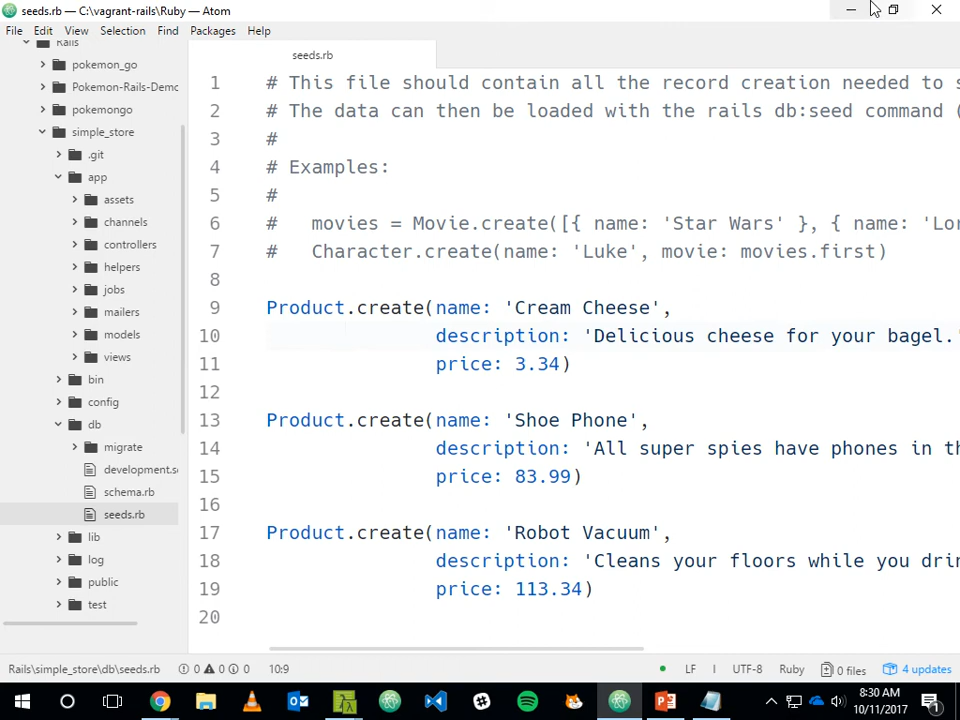 seeds.rb — C:\vagrant-rails\Ruby — Atom
File Edit View Selection Find Packages Help
Rails
pokemon_go
Pokemon-Rails-Demo
pokemongo
simple_store
.git
app
assets
channels
controllers
helpers
jobs
mailers
models
views
bin
config
db
migrate
development.s
schema.rb
seeds.rb
lib
log
public
test
seeds.rb
1 # This file should contain all the record creation needed to s
2 # The data can then be loaded with the rails db:seed command (
3 #
4 # Examples:
5 #
6 #   movies = Movie.create([{ name: 'Star Wars' }, { name: 'Lor
7 #   Character.create(name: 'Luke', movie: movies.first)
8
9 Product.create(name: 'Cream Cheese',
10 description: 'Delicious cheese for your bagel.'
11 price: 3.34)
12
13 Product.create(name: 'Shoe Phone',
14 description: 'All super spies have phones in th
15 price: 83.99)
16
17 Product.create(name: 'Robot Vacuum',
18 description: 'Cleans your floors while you drin
19 price: 113.34)
20
Rails\simple_store\db\seeds.rb 0 0 0 10:9 LF UTF-8 Ruby 0 files 4 updates
8:30 AM
10/11/2017
1